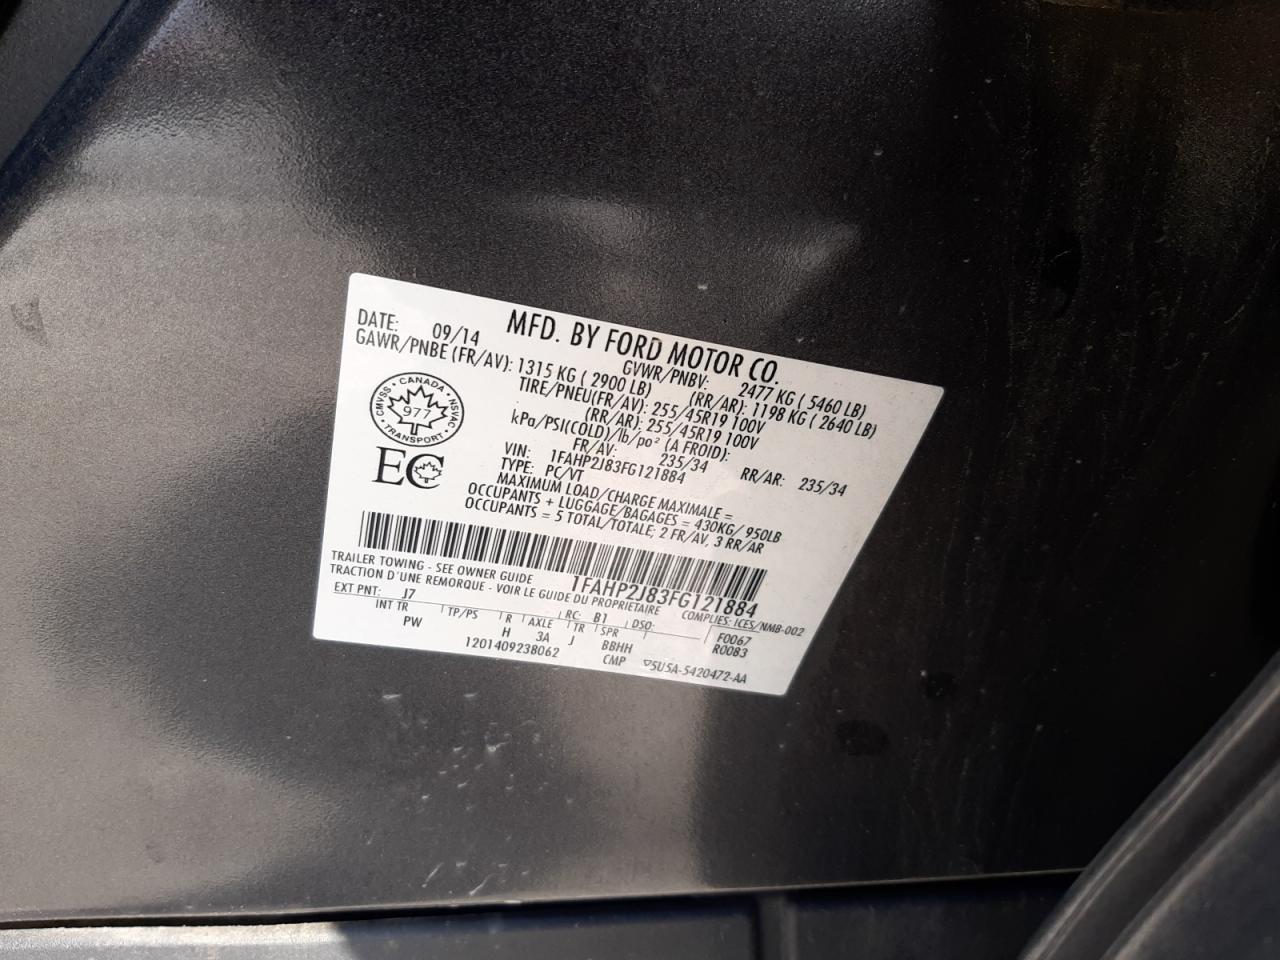 MFD. BY FORD MOTOR CO.
DATE: 09/14 GVWR/PNBV: 2477 KG ( 5460 LB)
GAWR/PNBE (FR/AV): 1315 KG ( 2900 LB) (RR/AR): 1198 KG ( 2640 LB)
TIRE/PNEU(FR/AV): 255/45R19 100V
(RR/AR): 255/45R19 100V
kPa/PSI(COLD)/lb/po² (A FROID):
FR/AV: 235/34 RR/AR: 235/34
VIN: 1FAHP2J83FG121884
TYPE: PC/VT
MAXIMUM LOAD/CHARGE MAXIMALE =
OCCUPANTS + LUGGAGE/BAGAGES = 430KG/ 950LB
OCCUPANTS = 5 TOTAL/TOTALE; 2 FR/AV, 3 RR/AR
CANADA
CMVSS 977 NSVAC
TRANSPORT
EC
TRAILER TOWING - SEE OWNER GUIDE 1FAHP2J83FG121884
TRACTION D'UNE REMORQUE - VOIR LE GUIDE DU PROPRIETAIRE COMPLIES: ICES/NMB-002
EXT PNT: J7 RC: B1 DSO: F0067
INT TR TP/PS R AXLE TR SPR R0083
PW H 3A J BBHH
1201409238062 CMP ▽5U5A-5420472-AA